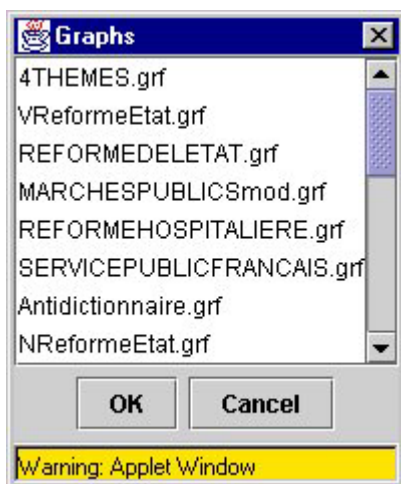 Graphs
4THEMES.grf
VReformeEtat.grf
REFORMEDELETAT.grf
MARCHESPUBLICSmod.grf
REFORMEHOSPITALIERE.grf
SERVICEPUBLICFRANCAIS.grf
Antidictionnaire.grf
NReformeEtat.grf
OK Cancel
Warning: Applet Window